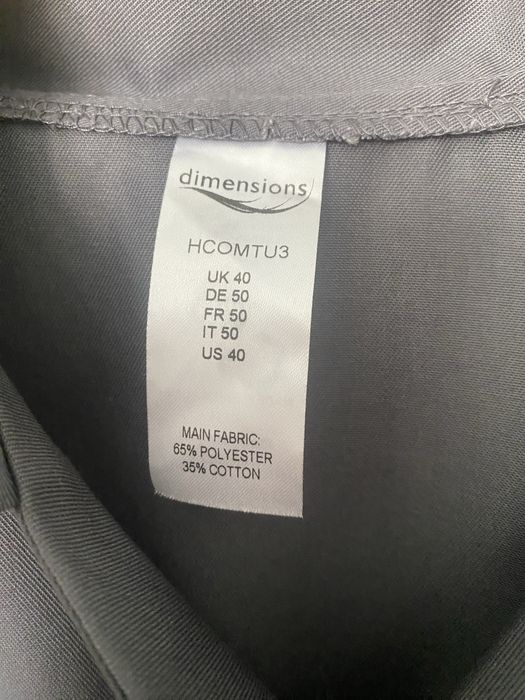 dimensions
HCOMTU3
UK 40
DE 50
FR 50
IT 50
US 40
MAIN FABRIC:
65% POLYESTER
35% COTTON